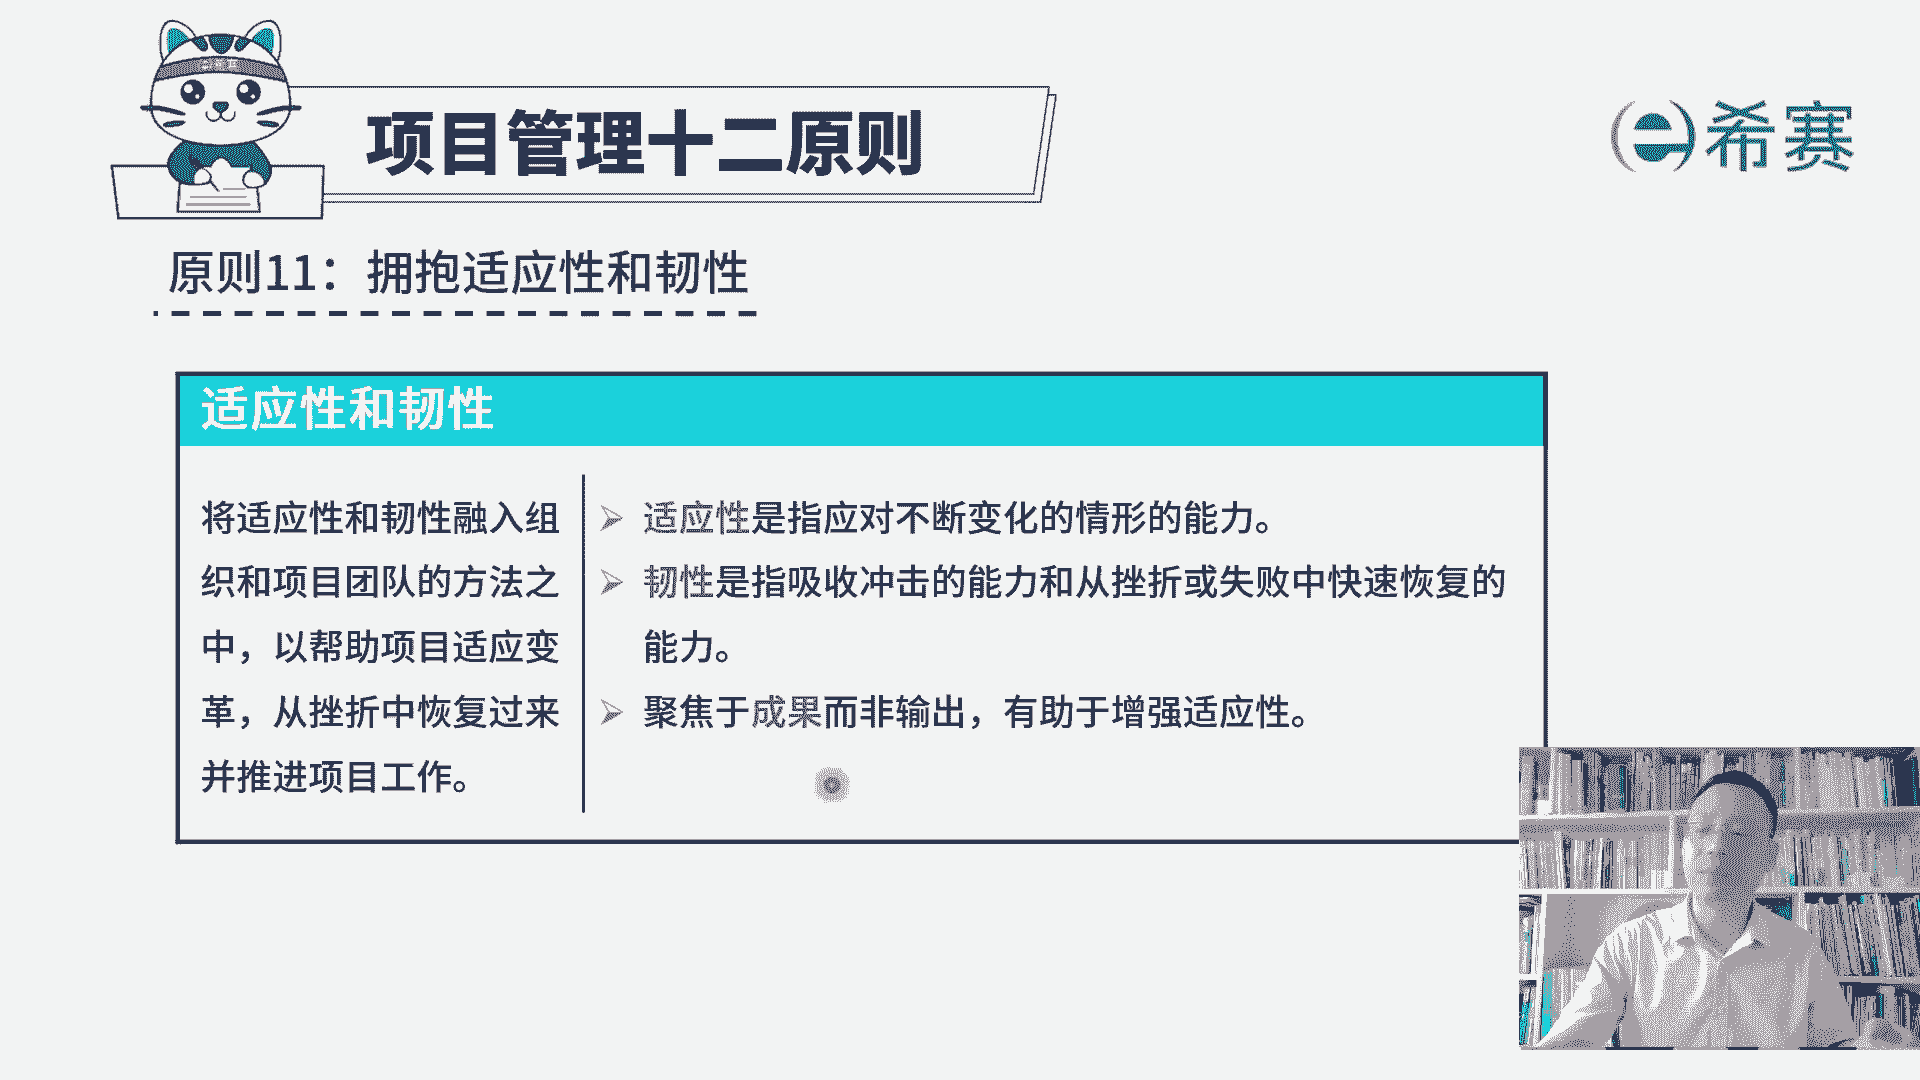 项目管理十二原则
希赛
原则11：拥抱适应性和韧性
适应性和韧性
将适应性和韧性融入组
织和项目团队的方法之
中，以帮助项目适应变
革，从挫折中恢复过来
并推进项目工作。
适应性是指应对不断变化的情形的能力。
韧性是指吸收冲击的能力和从挫折或失败中快速恢复的
能力。
聚焦于成果而非输出，有助于增强适应性。